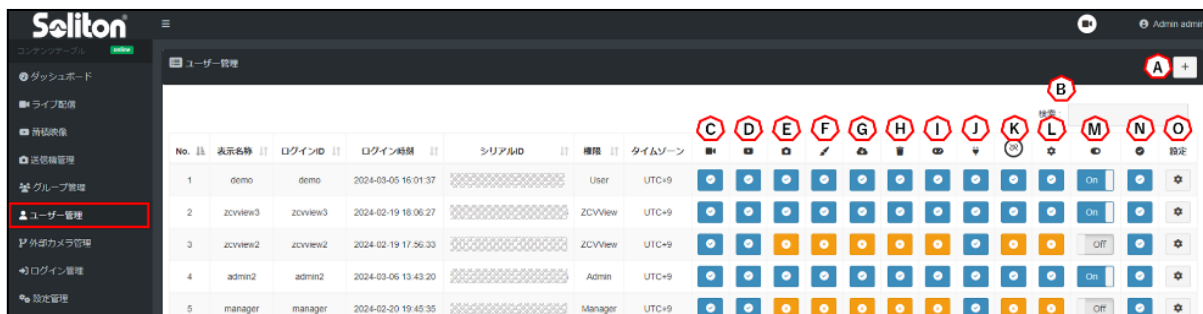 Soliton
Admin admin
コンテンツテーブル online
ユーザー管理
A +
ダッシュボード
ライブ配信
B
検索 :
蓄積映像
C D E F G H I J K L M N O
送信機管理
No. 表示名称 ログインID ログイン時刻 シリアルID 権限 タイムゾーン 設定
グループ管理
1 demo demo 2024-03-05 16:01:37 User UTC+9 On
ユーザー管理
2 zcvview3 zcvview3 2024-02-19 18:06:27 ZCVView UTC+9 On
外部カメラ管理
3 zcvview2 zcvview2 2024-02-19 17:56:33 ZCVView UTC+9 Off
ログイン管理
4 admin2 admin2 2024-03-06 13:43:20 Admin UTC+9 On
設定管理
5 manager manager 2024-02-20 19:45:35 Manager UTC+9 Off